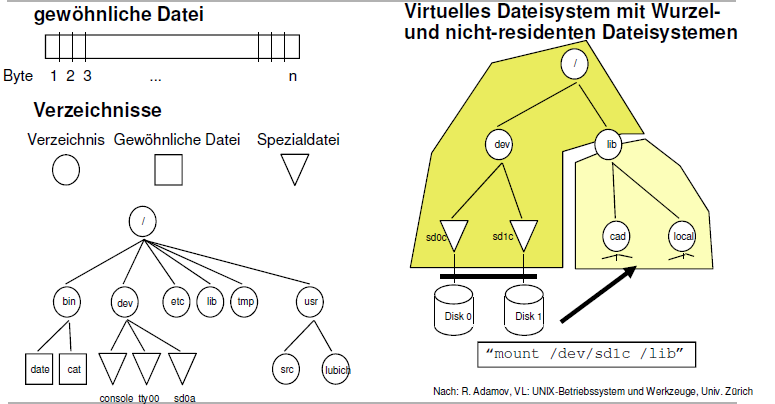 gewöhnliche Datei
Byte 1 2 3 ... n
Verzeichnisse
Verzeichnis Gewöhnliche Datei Spezialdatei
/
bin dev etc lib tmp usr
date cat src lubich
console tty00 sd0a
Virtuelles Dateisystem mit Wurzel-
und nicht-residenten Dateisystemen
/
dev lib
sd0c sd1c cad local
Disk 0 Disk 1
“mount /dev/sd1c /lib”
Nach: R. Adamov, VL: UNIX-Betriebssystem und Werkzeuge, Univ. Zürich